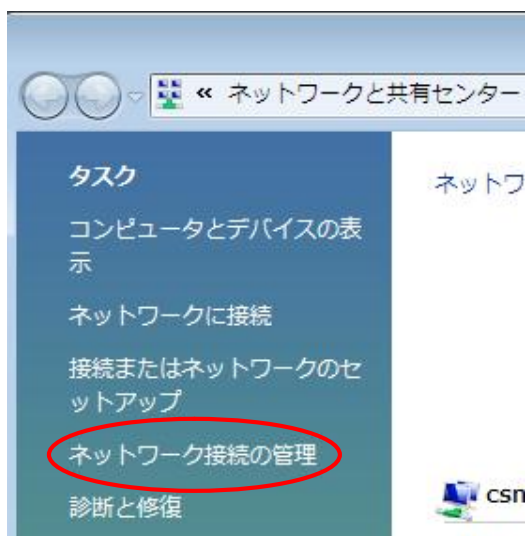 « ネットワークと共有センター
タスク
ネットワ
コンピュータとデバイスの表
示
ネットワークに接続
接続またはネットワークのセ
ットアップ
ネットワーク接続の管理
診断と修復
csn